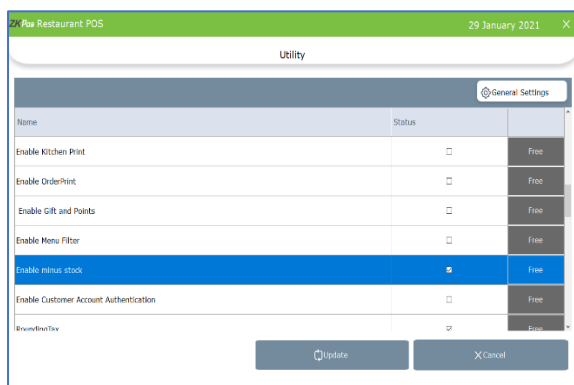 ZKPos Restaurant POS 29 January 2021 X
Utility
General Settings
Name Status
Enable Kitchen Print Free
Enable OrderPrint Free
Enable Gift and Points Free
Enable Menu Filter Free
Enable minus stock Free
Enable Customer Account Authentication Free
RoundingTax Free
Update X Cancel